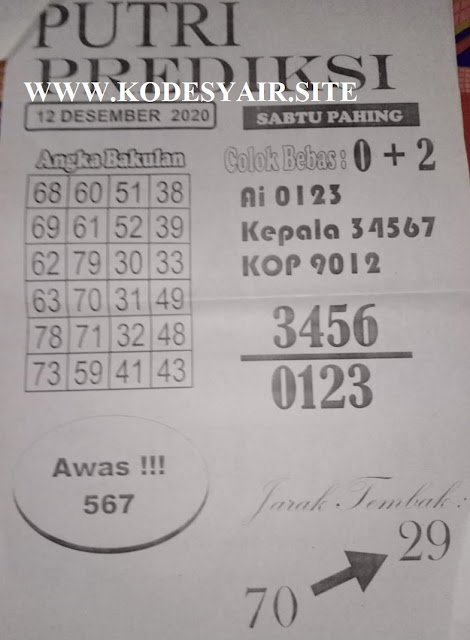 PUTRI
PREDIKSI
WWW.KODESYAIR.SITE
12 DESEMBER 2020
SABTU PAHING
Angka Bakulan
68 60 51 38
69 61 52 39
62 79 30 33
63 70 31 49
78 71 32 48
73 59 41 43
Colok Bebas : 0 + 2
Ai 0123
Kepala 34567
KOP 9012
3456
0123
Awas !!!
567
Jarak Tembak :
29
70